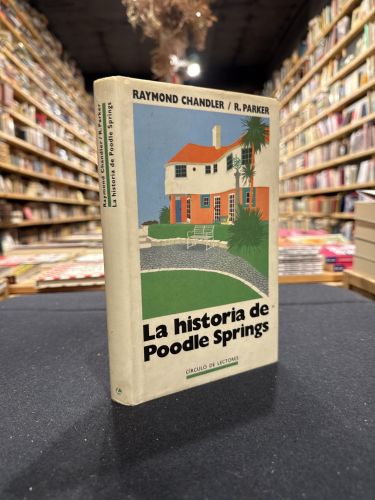 RAYMOND CHANDLER / R. PARKER
La historia de
Poodle Springs
CÍRCULO DE LECTORES
Raymond Chandler / R. Parker
La historia de Poodle Springs